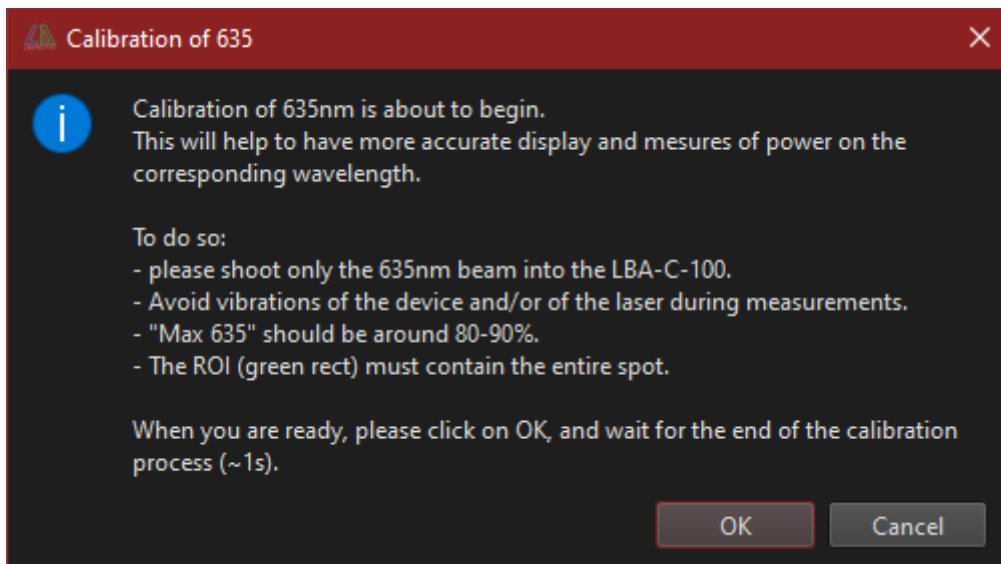 Calibration of 635
Calibration of 635nm is about to begin.
This will help to have more accurate display and mesures of power on the
corresponding wavelength.
To do so:
- please shoot only the 635nm beam into the LBA-C-100.
- Avoid vibrations of the device and/or of the laser during measurements.
- "Max 635" should be around 80-90%.
- The ROI (green rect) must contain the entire spot.
When you are ready, please click on OK, and wait for the end of the calibration
process (~1s).
OK
Cancel